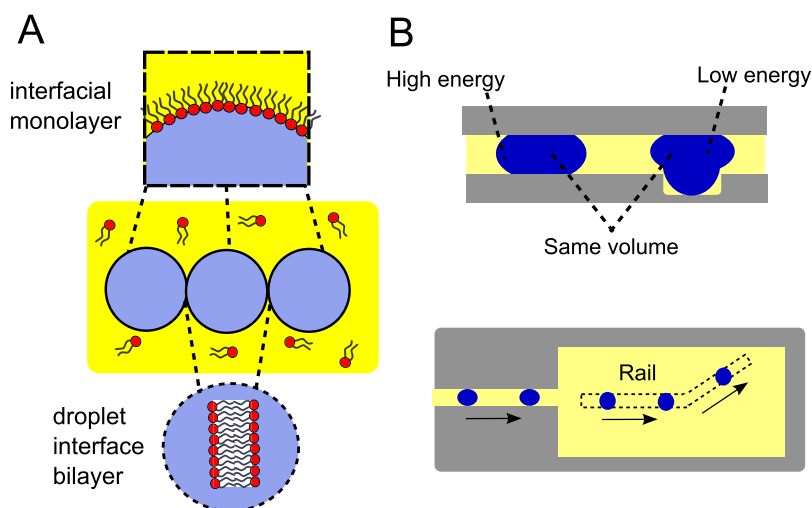 A
interfacial
monolayer
droplet
interface
bilayer
B
High energy
Low energy
Same volume
Rail